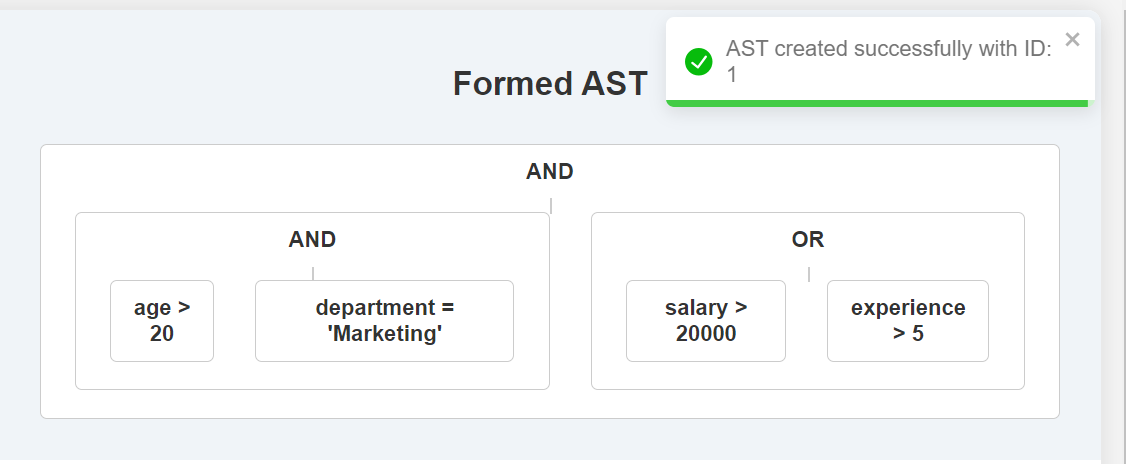 AST created successfully with ID:
1
Formed AST
AND
AND
OR
age >
20
department =
'Marketing'
salary >
20000
experience
> 5